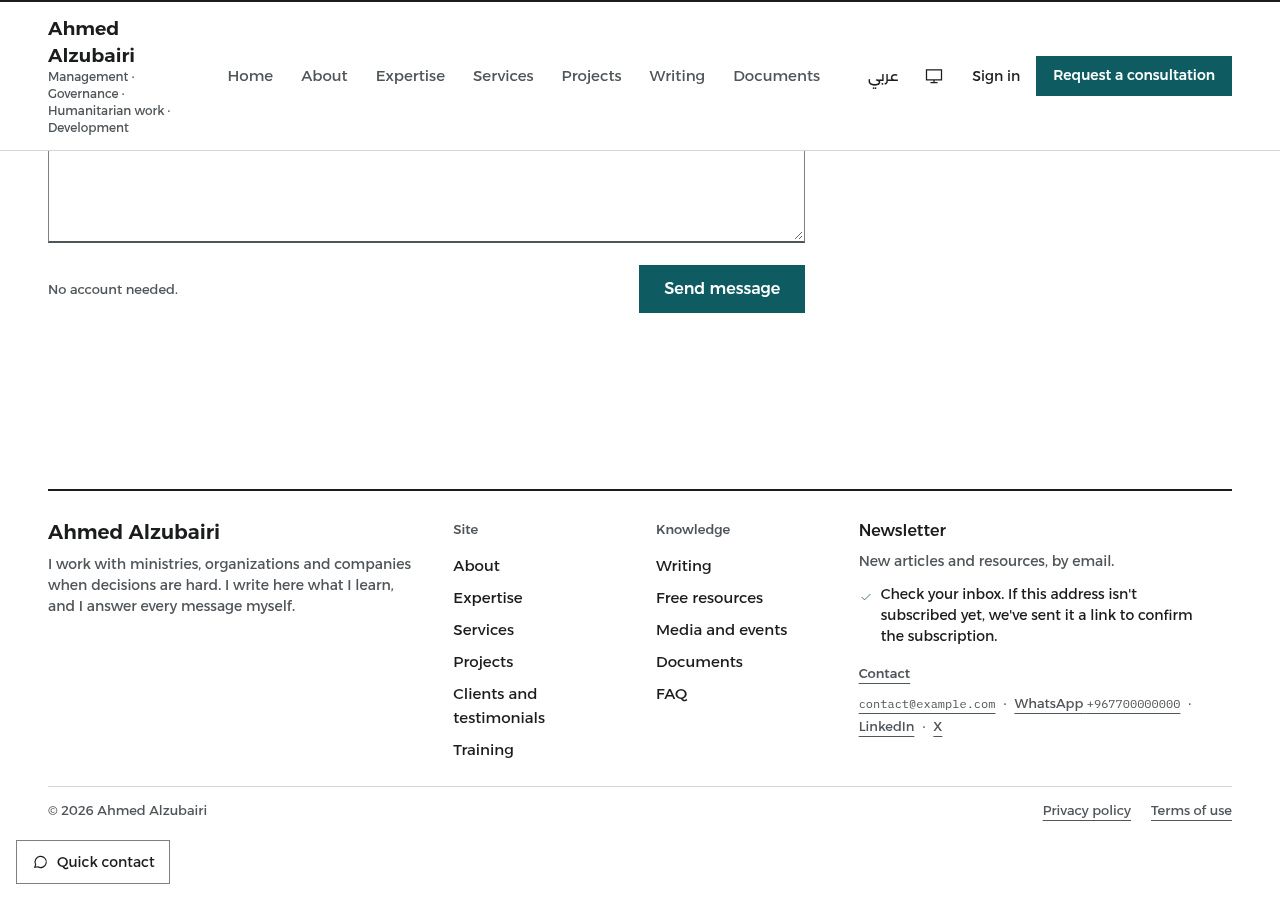 Ahmed
Alzubairi
Management ·
Governance ·
Humanitarian work ·
Development
Home
About
Expertise
Services
Projects
Writing
Documents
عربي
Sign in
Request a consultation
No account needed.
Send message
Ahmed Alzubairi
I work with ministries, organizations and companies
when decisions are hard. I write here what I learn,
and I answer every message myself.
Site
About
Expertise
Services
Projects
Clients and
testimonials
Training
Knowledge
Writing
Free resources
Media and events
Documents
FAQ
Newsletter
New articles and resources, by email.
Check your inbox. If this address isn't
subscribed yet, we've sent it a link to confirm
the subscription.
Contact
contact@example.com · WhatsApp +967700000000 ·
LinkedIn · X
© 2026 Ahmed Alzubairi
Privacy policy
Terms of use
Quick contact